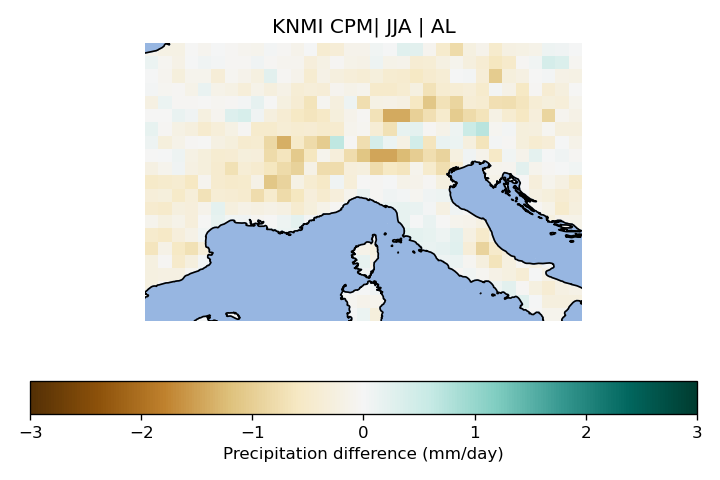 KNMI CPM| JJA | AL
−3 −2 −1 0 1 2 3
Precipitation difference (mm/day)